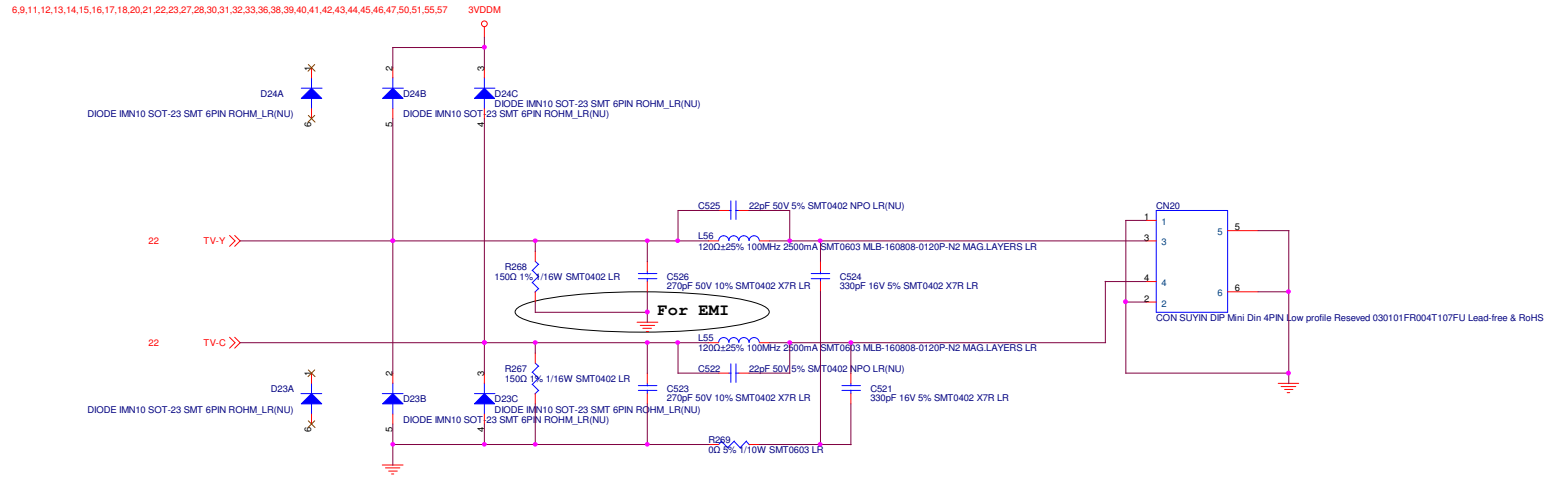 6,9,11,12,13,14,15,16,17,18,20,21,22,23,27,28,30,31,32,33,36,38,39,40,41,42,43,44,45,46,47,50,51,55,57 3VDDM
1 2 3
D24A D24B D24C
DIODE IMN10 SOT-23 SMT 6PIN ROHM_LR(NU)
DIODE IMN10 SOT-23 SMT 6PIN ROHM_LR(NU)
DIODE IMN10 SOT-23 SMT 6PIN ROHM_LR(NU)
6 5 4
C525 22pF 50V 5% SMT0402 NPO LR(NU)
CN20
1 1
5 5
22 TV-Y
L56
3 3
120Ω±25% 100MHz 2500mA SMT0603 MLB-160808-0120P-N2 MAG.LAYERS LR
R268
150Ω 1% 1/16W SMT0402 LR
C526
270pF 50V 10% SMT0402 X7R LR
C524
330pF 16V 5% SMT0402 X7R LR
4 4
6 6
2 2
For EMI
CON SUYIN DIP Mini Din 4PIN Low profile Reseved 030101FR004T107FU Lead-free & RoHS
22 TV-C
L55
120Ω±25% 100MHz 2500mA SMT0603 MLB-160808-0120P-N2 MAG.LAYERS LR
R267
150Ω 1% 1/16W SMT0402 LR
C522 22pF 50V 5% SMT0402 NPO LR(NU)
1 2 3
D23A D23B D23C
C523
270pF 50V 10% SMT0402 X7R LR
C521
330pF 16V 5% SMT0402 X7R LR
DIODE IMN10 SOT-23 SMT 6PIN ROHM_LR(NU)
DIODE IMN10 SOT-23 SMT 6PIN ROHM_LR(NU)
DIODE IMN10 SOT-23 SMT 6PIN ROHM_LR(NU)
6 5 4
R269
0Ω 5% 1/10W SMT0603 LR